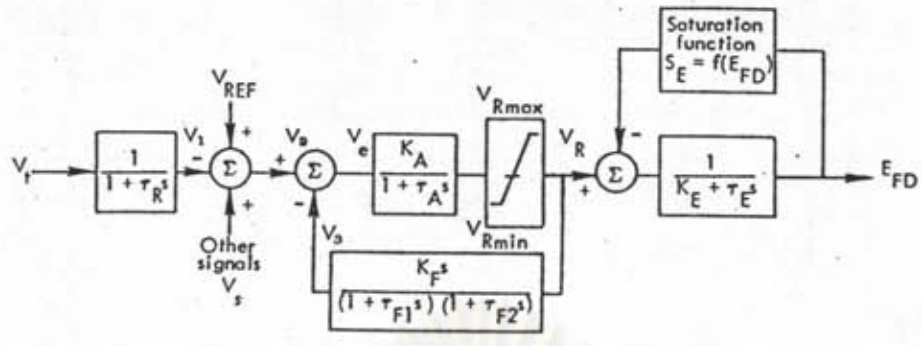 Saturation
function
S_E = f(E_FD)
V_REF
V_Rmax
V_t
1
1 + τ_R s
V_1
-
+
Σ
+
V_2
+
Σ
-
V_e
K_A
1 + τ_A s
V_R
+
-
Σ
1
K_E + τ_E s
E_FD
V_Rmin
Other
signals
V_s
V_3
K_F s
(1 + τ_F1 s) (1 + τ_F2 s)